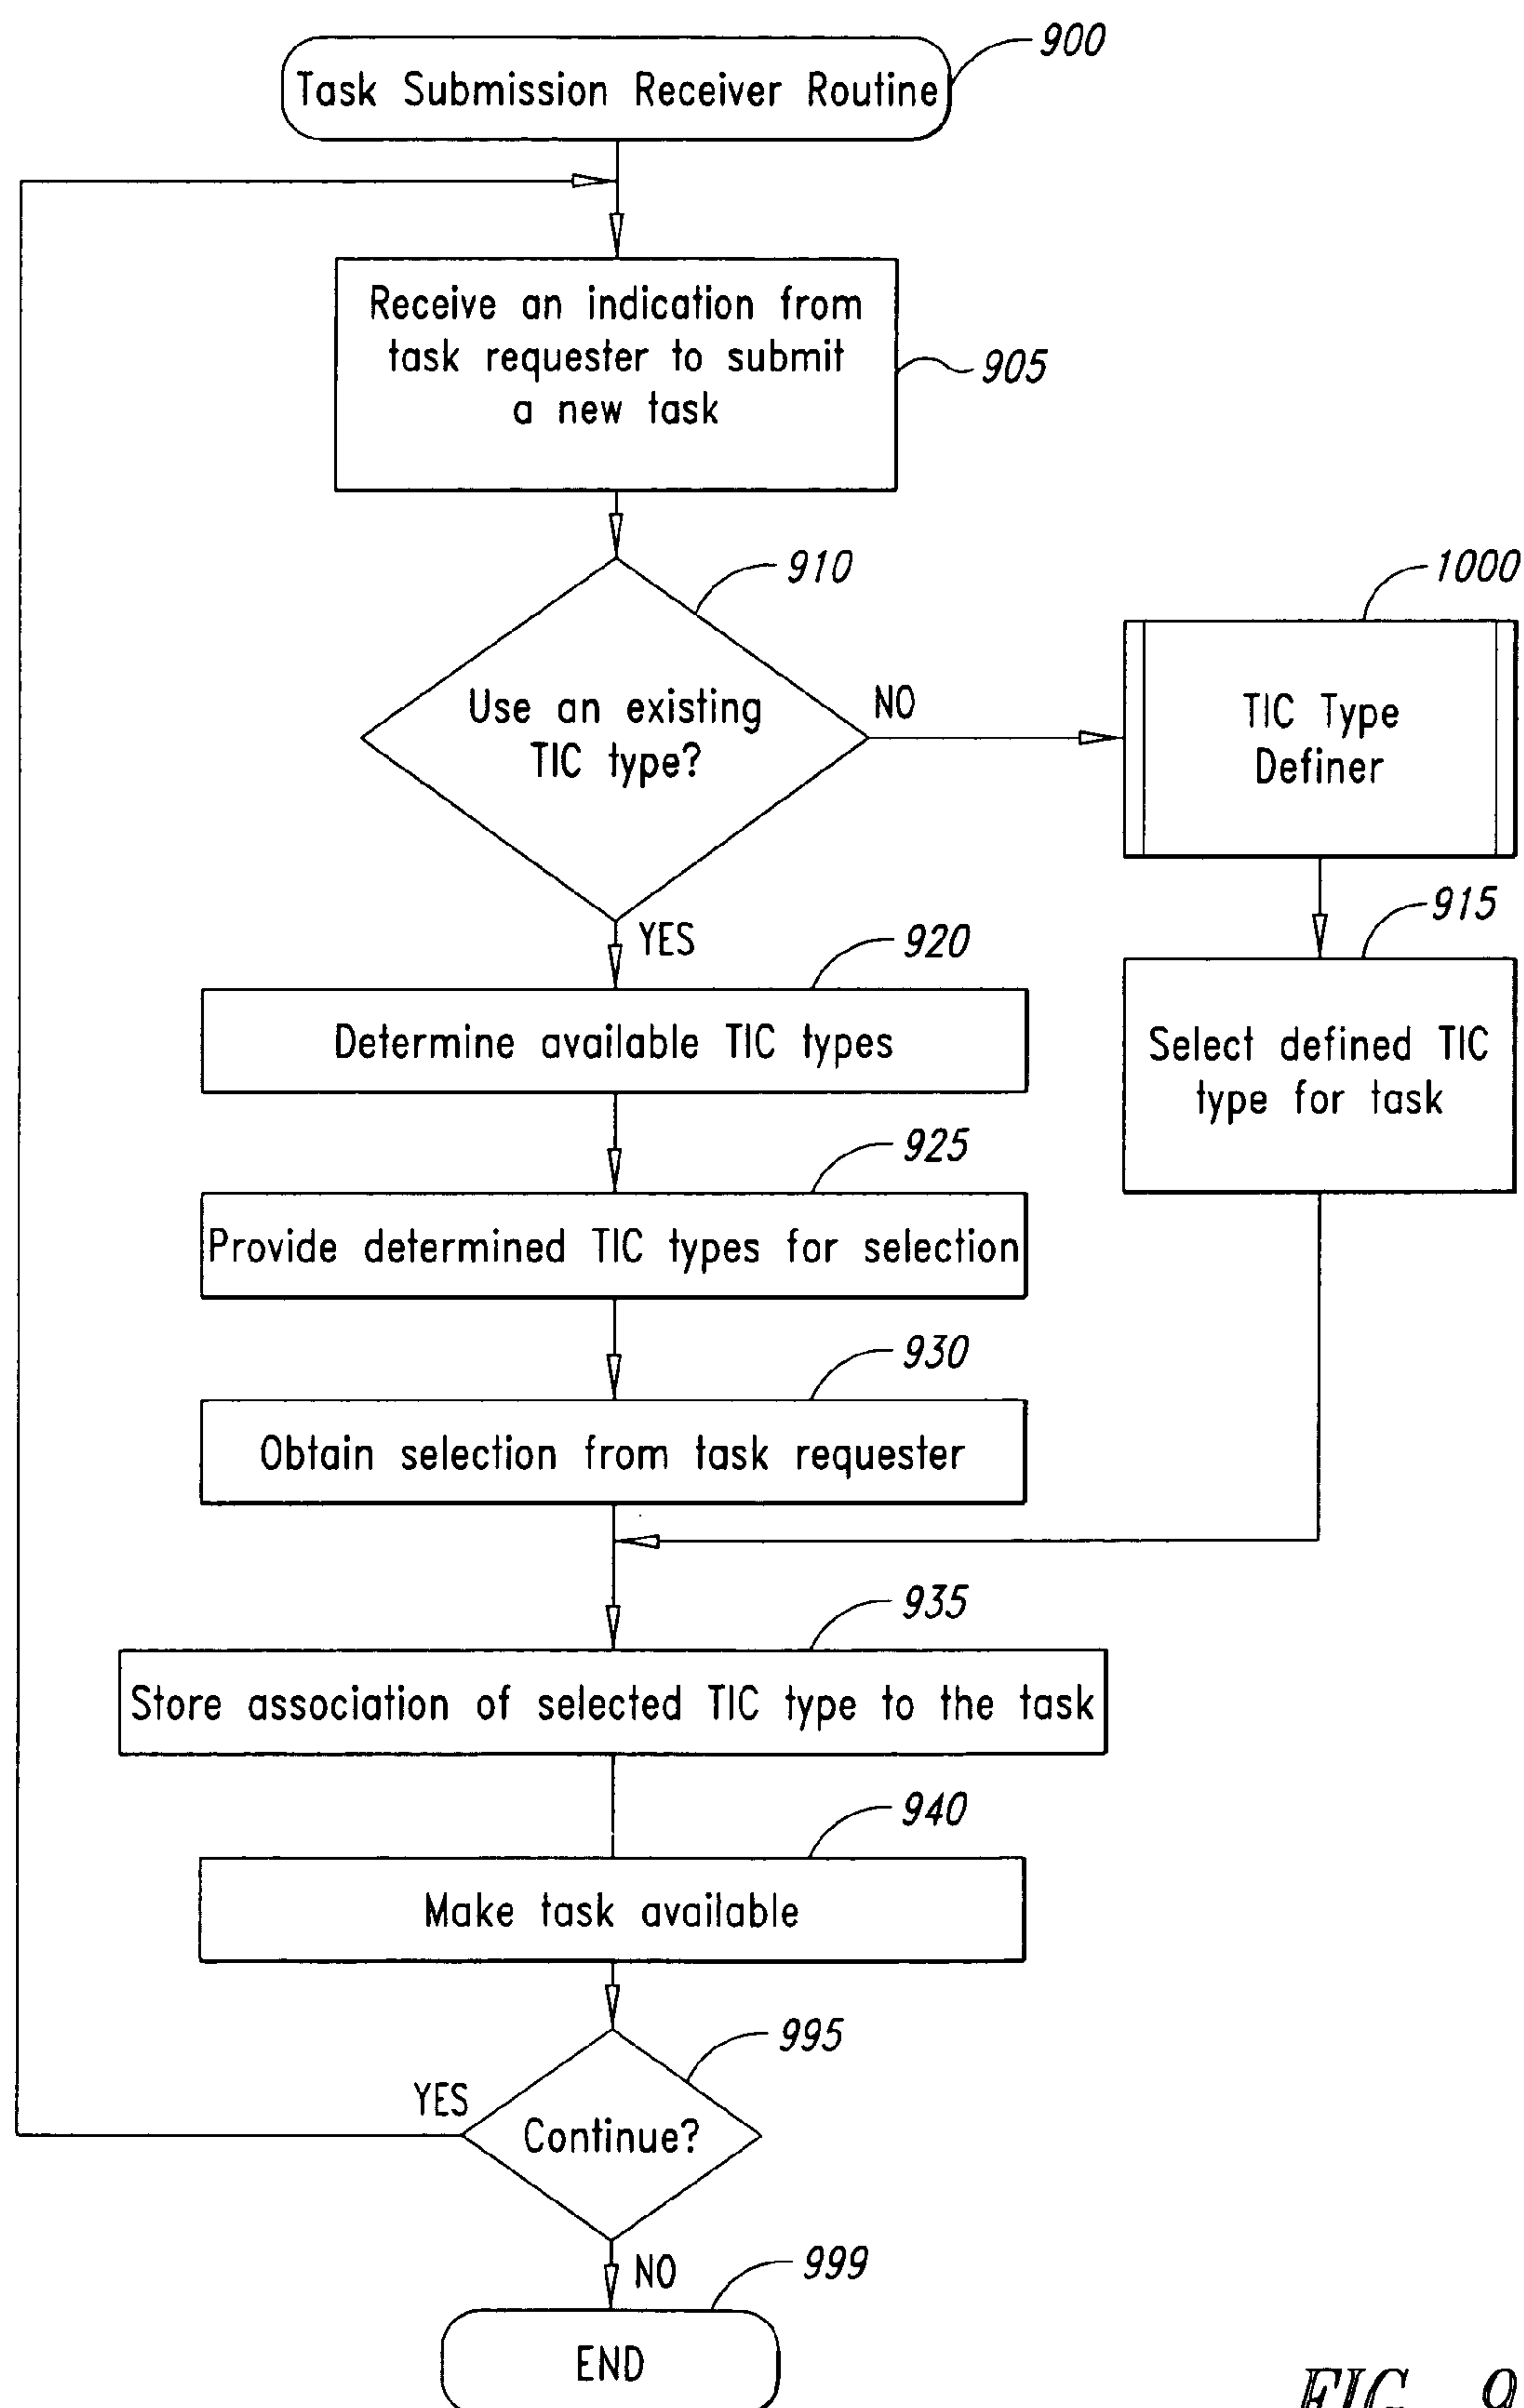 900
Task Submission Receiver Routine
Receive an indication from
task requester to submit
a new task
905
910
Use an existing
TIC type?
NO
1000
TIC Type
Definer
YES
915
Select defined TIC
type for task
920
Determine available TIC types
925
Provide determined TIC types for selection
930
Obtain selection from task requester
935
Store association of selected TIC type to the task
940
Make task available
995
YES
Continue?
NO
999
END
FIG. 9